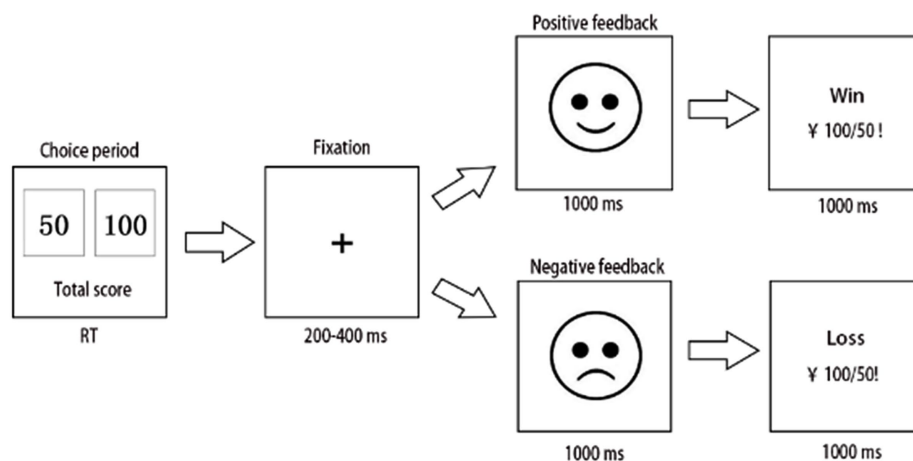 Choice period
50 100
Total score
RT
Fixation
+
200-400 ms
Positive feedback
1000 ms
Win
¥ 100/50 !
1000 ms
Negative feedback
1000 ms
Loss
¥ 100/50!
1000 ms